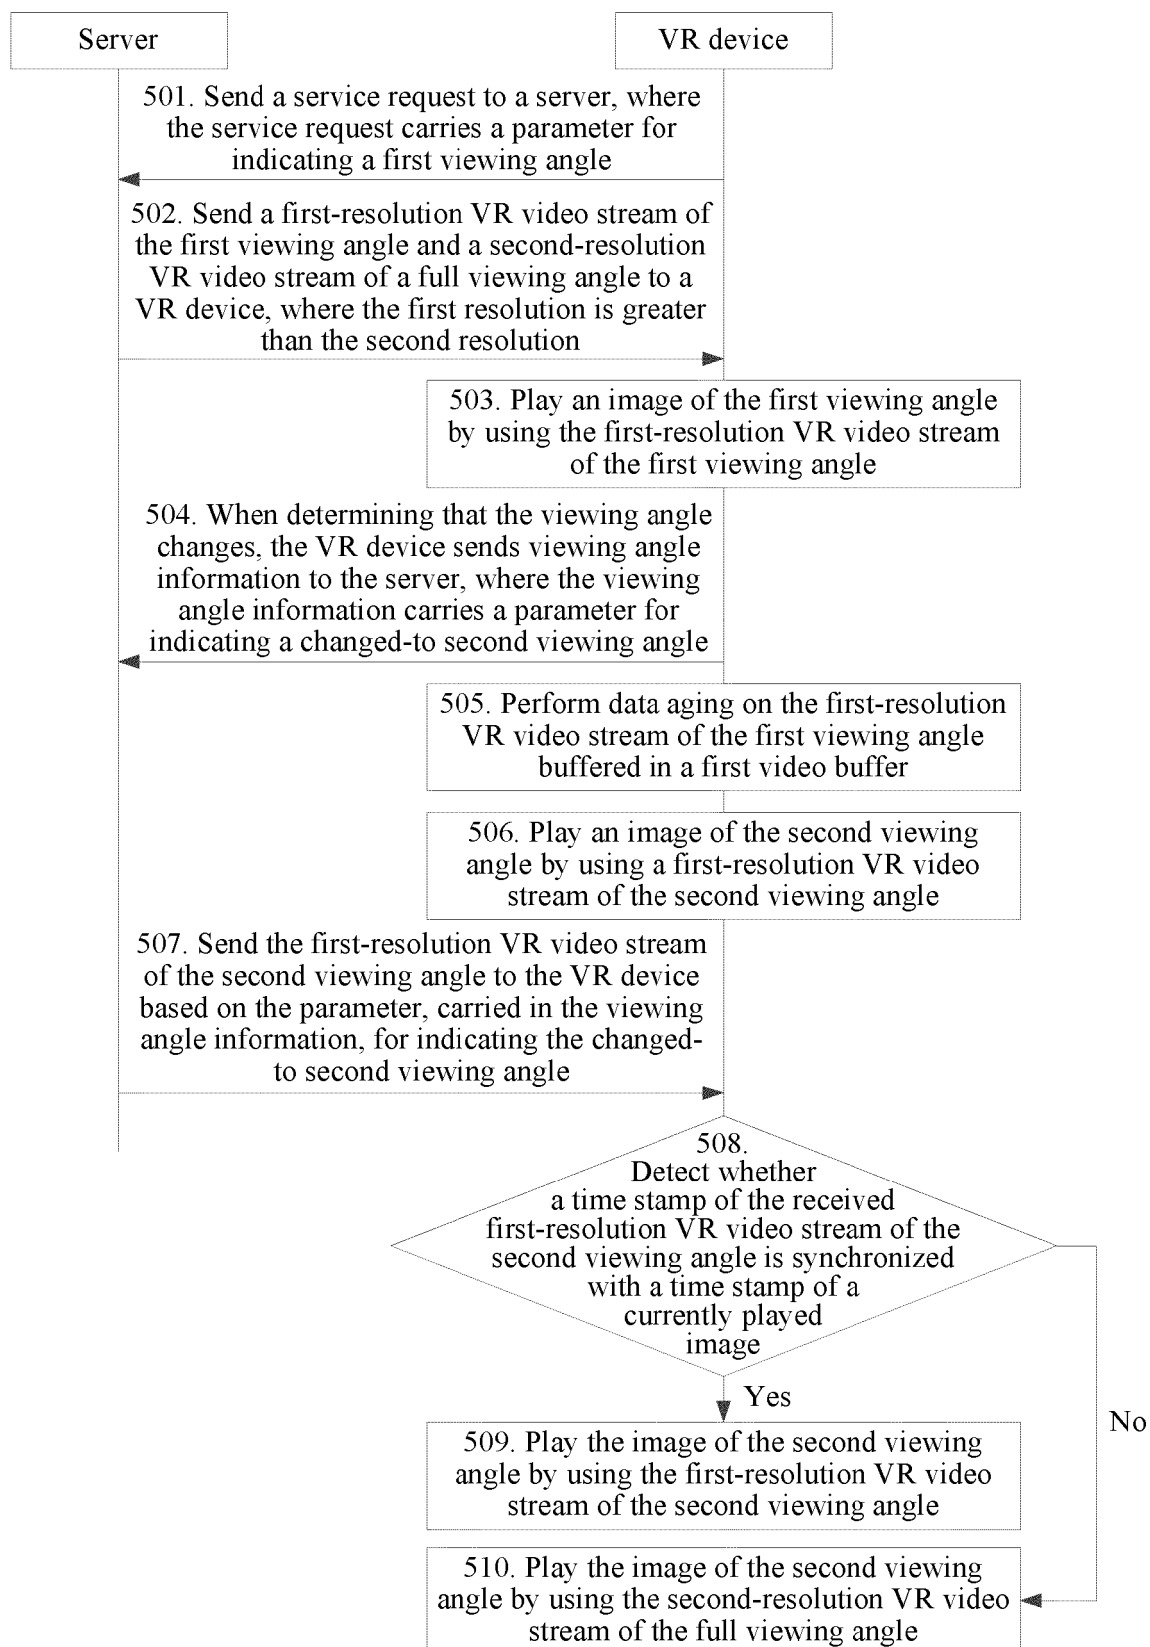 Server
VR device
501. Send a service request to a server, where
the service request carries a parameter for
indicating a first viewing angle
502. Send a first-resolution VR video stream of
the first viewing angle and a second-resolution
VR video stream of a full viewing angle to a
VR device, where the first resolution is greater
than the second resolution
503. Play an image of the first viewing angle
by using the first-resolution VR video stream
of the first viewing angle
504. When determining that the viewing angle
changes, the VR device sends viewing angle
information to the server, where the viewing
angle information carries a parameter for
indicating a changed-to second viewing angle
505. Perform data aging on the first-resolution
VR video stream of the first viewing angle
buffered in a first video buffer
506. Play an image of the second viewing
angle by using a first-resolution VR video
stream of the second viewing angle
507. Send the first-resolution VR video stream
of the second viewing angle to the VR device
based on the parameter, carried in the viewing
angle information, for indicating the changed-
to second viewing angle
508.
Detect whether
a time stamp of the received
first-resolution VR video stream of the
second viewing angle is synchronized
with a time stamp of a
currently played
image
Yes
No
509. Play the image of the second viewing
angle by using the first-resolution VR video
stream of the second viewing angle
510. Play the image of the second viewing
angle by using the second-resolution VR video
stream of the full viewing angle